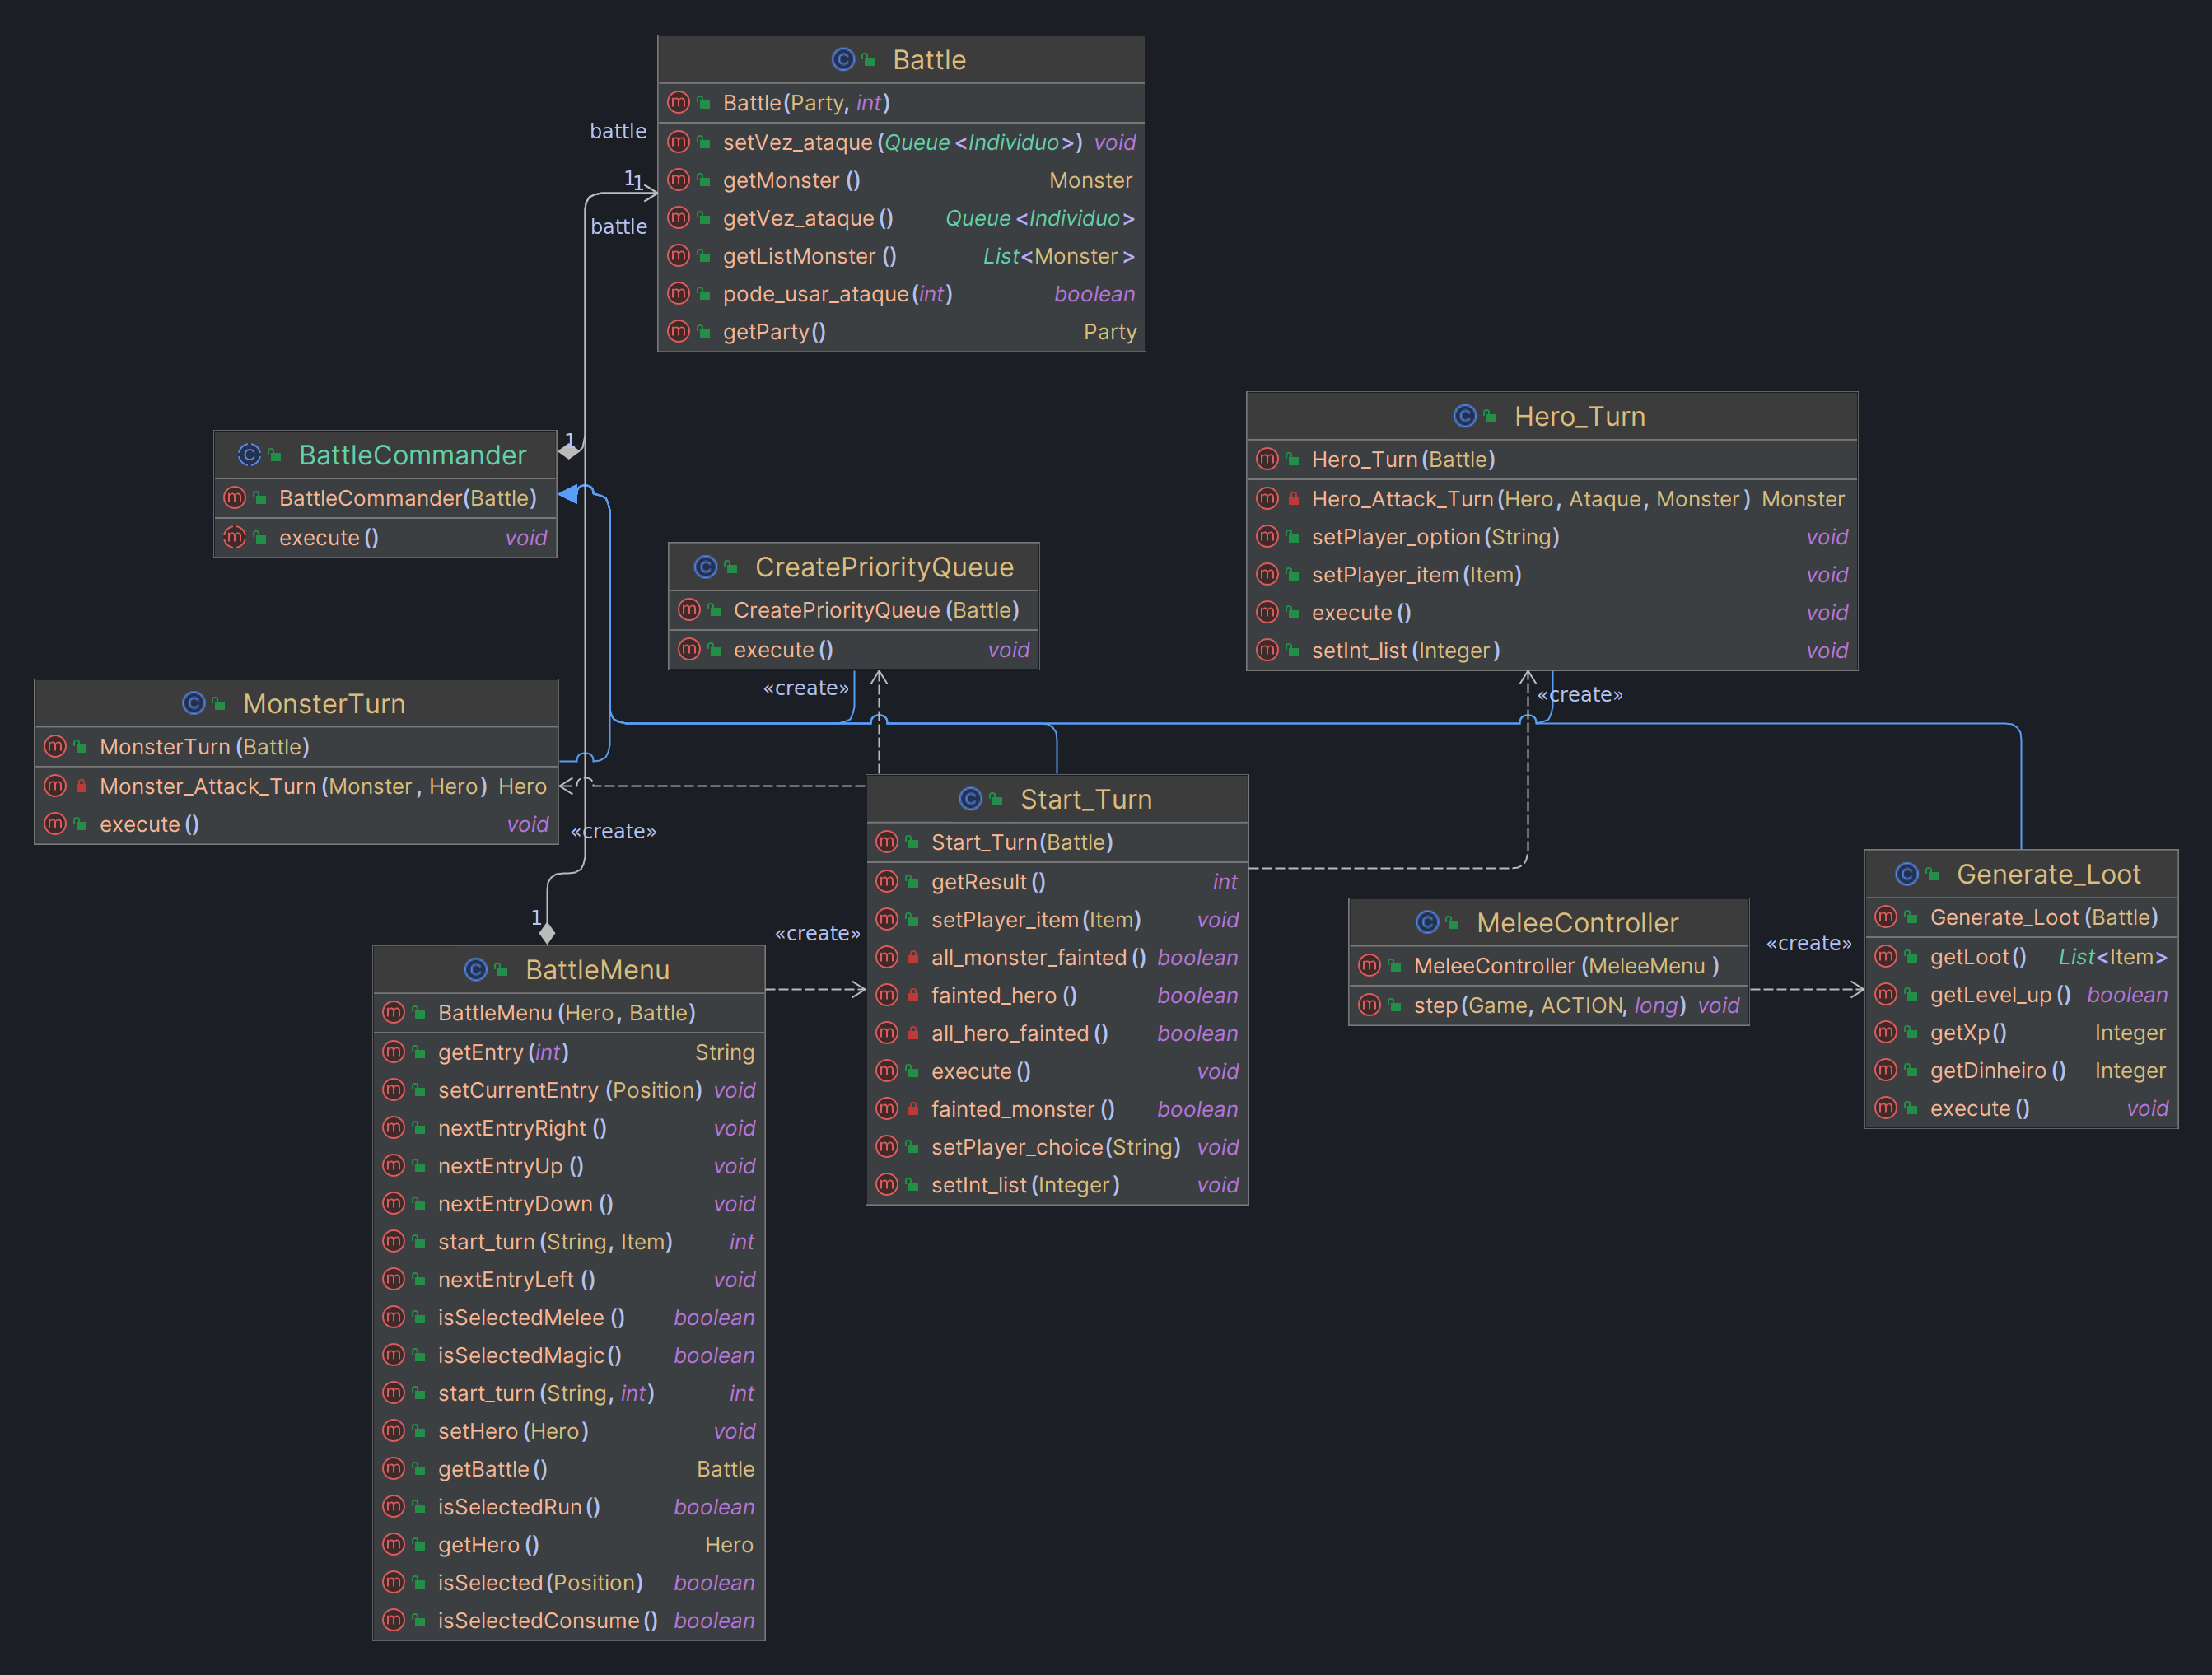 Battle
Battle(Party, int)
setVez_ataque(Queue<Individuo>) void
getMonster() Monster
getVez_ataque() Queue<Individuo>
getListMonster() List<Monster>
pode_usar_ataque(int) boolean
getParty() Party
battle
1
1
battle
Hero_Turn
Hero_Turn(Battle)
Hero_Attack_Turn(Hero, Ataque, Monster) Monster
setPlayer_option(String) void
setPlayer_item(Item) void
execute() void
setInt_list(Integer) void
BattleCommander
BattleCommander(Battle)
execute() void
1
CreatePriorityQueue
CreatePriorityQueue(Battle)
execute() void
«create»
«create»
MonsterTurn
MonsterTurn(Battle)
Monster_Attack_Turn(Monster, Hero) Hero
execute() void
«create»
Start_Turn
Start_Turn(Battle)
getResult() int
setPlayer_item(Item) void
all_monster_fainted() boolean
fainted_hero() boolean
all_hero_fainted() boolean
execute() void
fainted_monster() boolean
setPlayer_choice(String) void
setInt_list(Integer) void
MeleeController
MeleeController(MeleeMenu)
step(Game, ACTION, long) void
«create»
Generate_Loot
Generate_Loot(Battle)
getLoot() List<Item>
getLevel_up() boolean
getXp() Integer
getDinheiro() Integer
execute() void
1
«create»
BattleMenu
BattleMenu(Hero, Battle)
getEntry(int) String
setCurrentEntry(Position) void
nextEntryRight() void
nextEntryUp() void
nextEntryDown() void
start_turn(String, Item) int
nextEntryLeft() void
isSelectedMelee() boolean
isSelectedMagic() boolean
start_turn(String, int) int
setHero(Hero) void
getBattle() Battle
isSelectedRun() boolean
getHero() Hero
isSelected(Position) boolean
isSelectedConsume() boolean